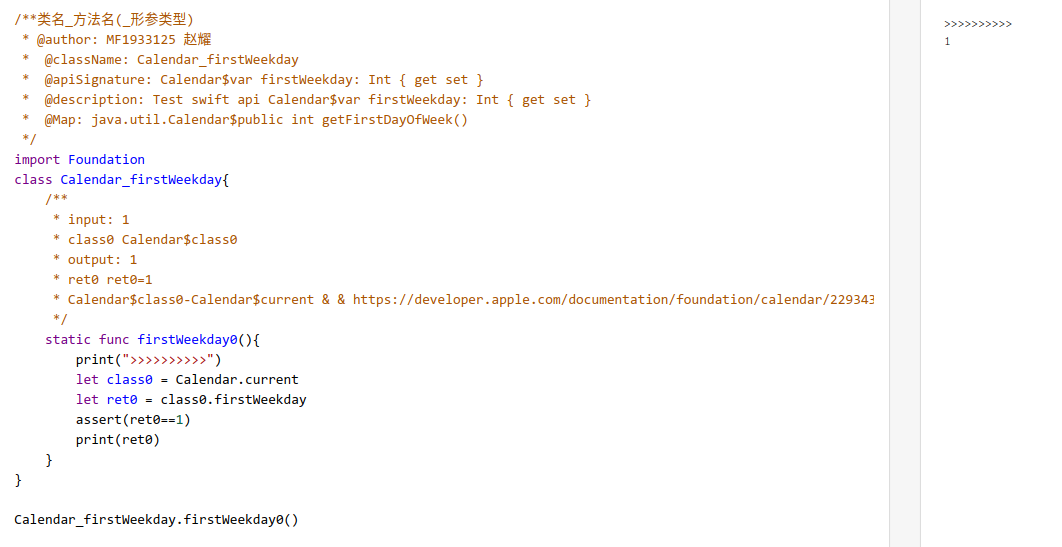 /**类名_方法名(_形参类型)
 * @author: MF1933125 赵耀
 *  @className: Calendar_firstWeekday
 *  @apiSignature: Calendar$var firstWeekday: Int { get set }
 *  @description: Test swift api Calendar$var firstWeekday: Int { get set }
 *  @Map: java.util.Calendar$public int getFirstDayOfWeek()
 */
import Foundation
class Calendar_firstWeekday{
    /**
     * input: 1
     * class0 Calendar$class0
     * output: 1
     * ret0 ret0=1
     * Calendar$class0-Calendar$current & & https://developer.apple.com/documentation/foundation/calendar/229343
     */
    static func firstWeekday0(){
        print(">>>>>>>>>>")
        let class0 = Calendar.current
        let ret0 = class0.firstWeekday
        assert(ret0==1)
        print(ret0)
    }
}
Calendar_firstWeekday.firstWeekday0()
>>>>>>>>>>
1